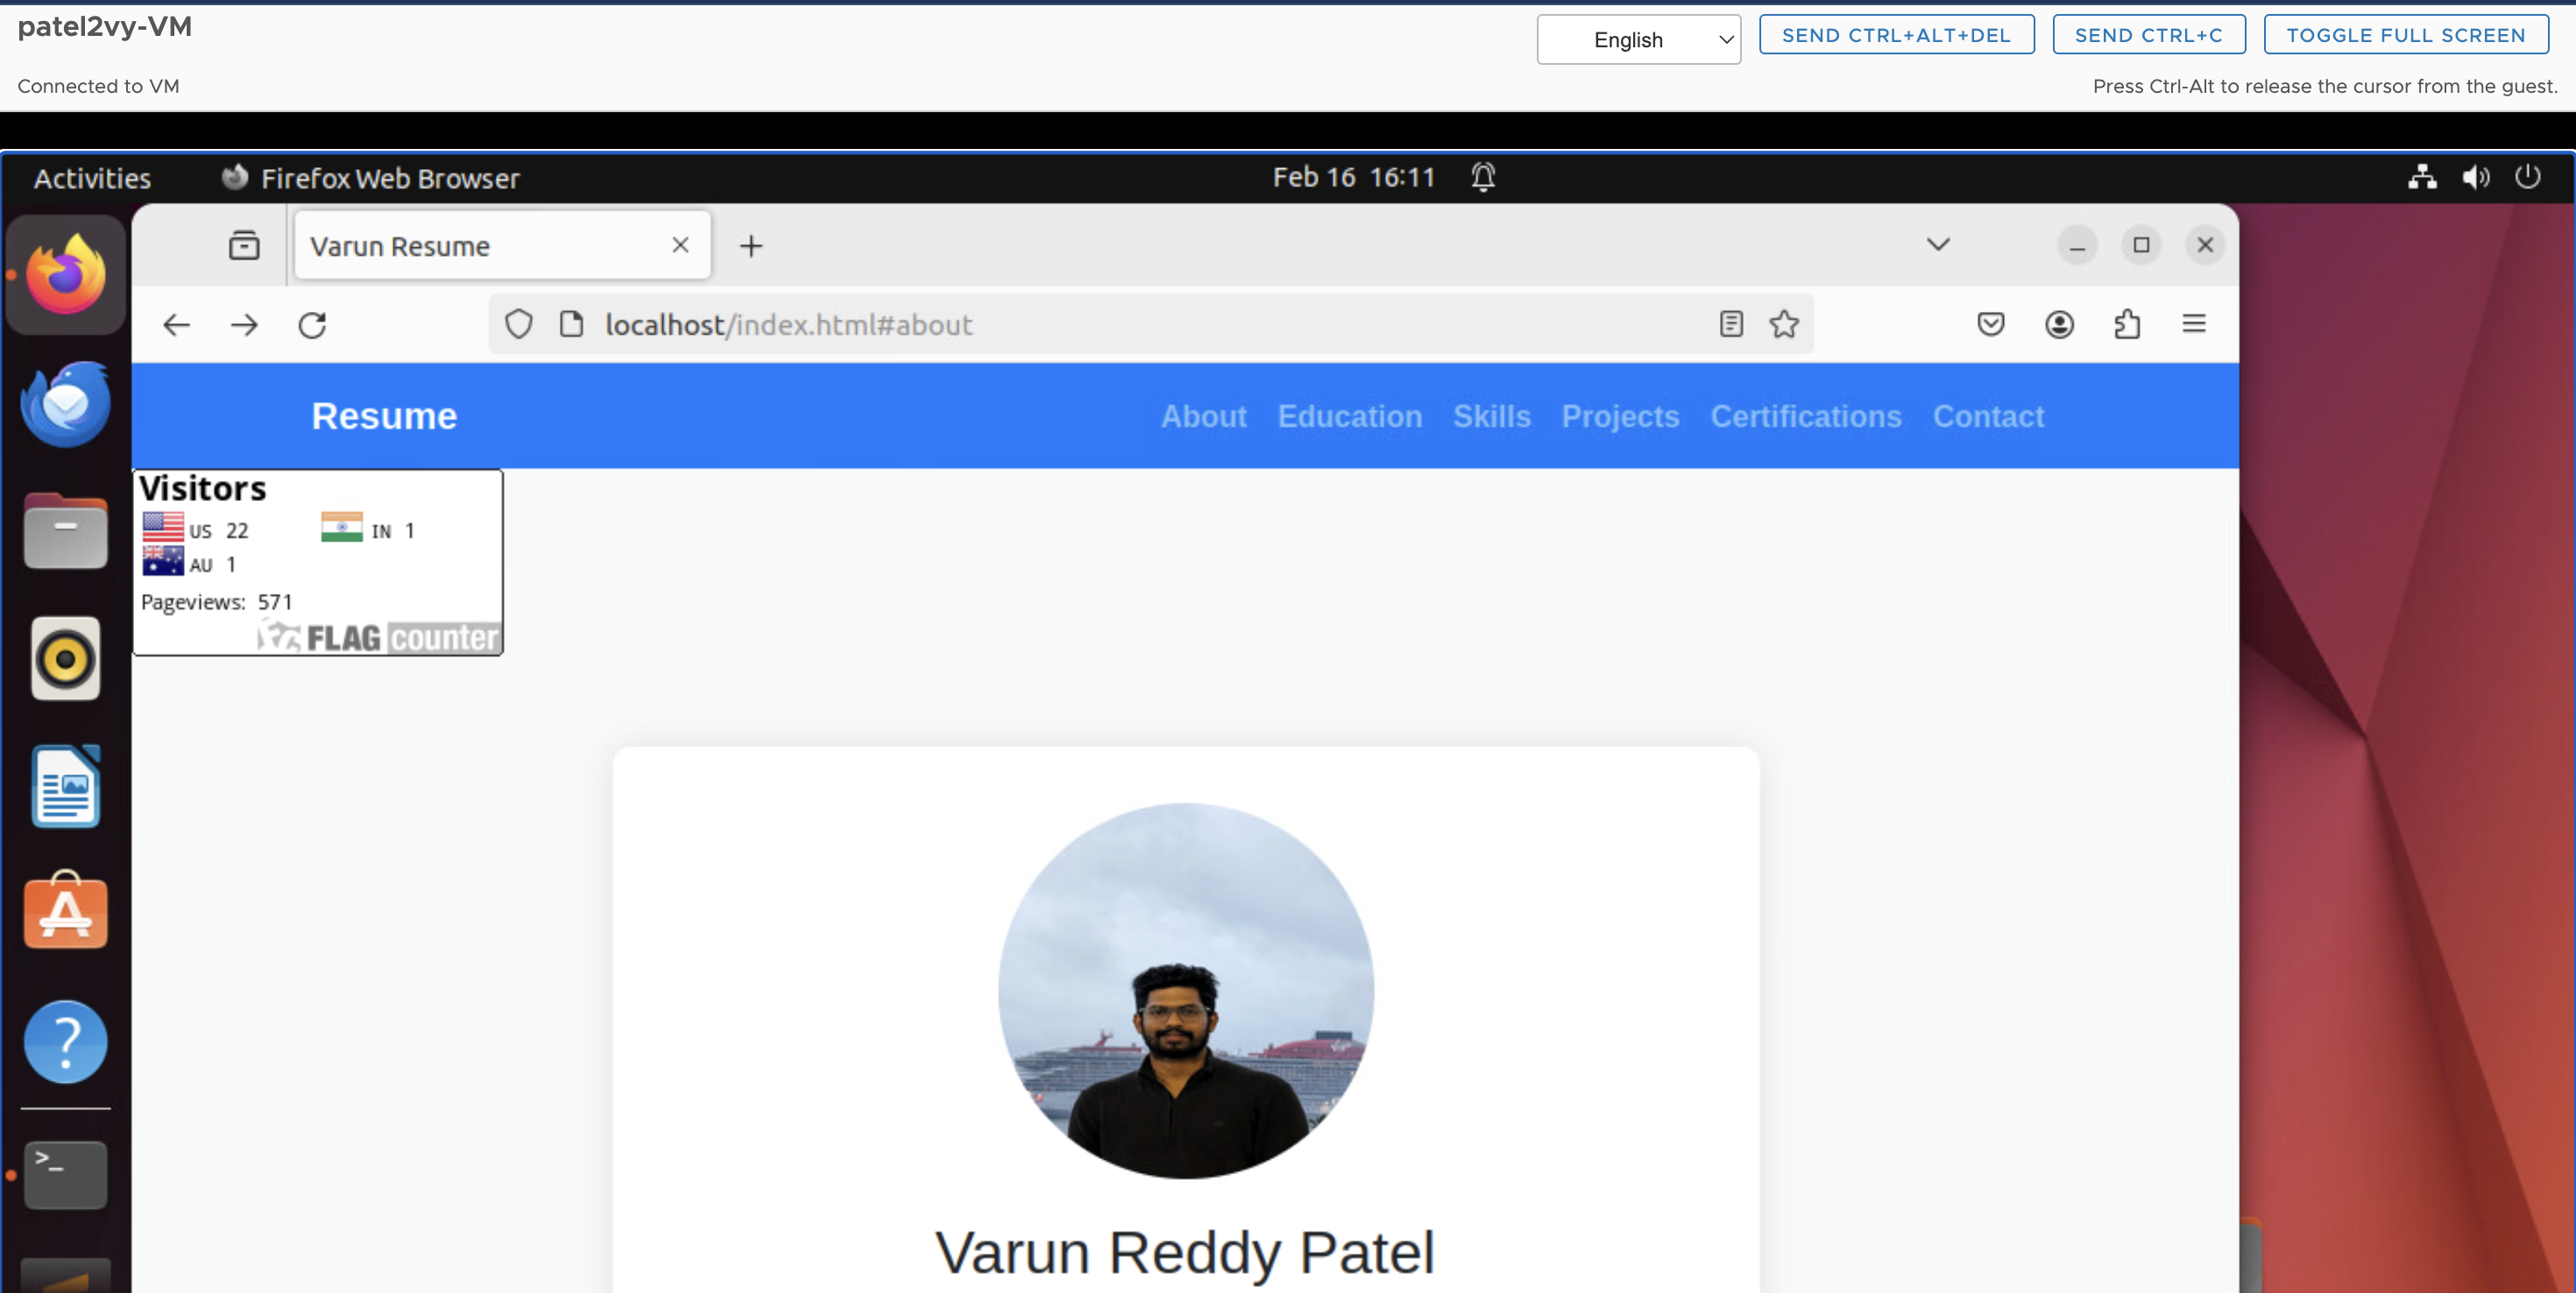 patel2vy-VM
English
SEND CTRL+ALT+DEL
SEND CTRL+C
TOGGLE FULL SCREEN
Connected to VM
Press Ctrl-Alt to release the cursor from the guest.
Activities
Firefox Web Browser
Feb 16 16:11
Varun Resume
localhost/index.html#about
Resume
About Education Skills Projects Certifications Contact
Visitors
US 22 IN 1
AU 1
Pageviews: 571
FLAG counter
Varun Reddy Patel